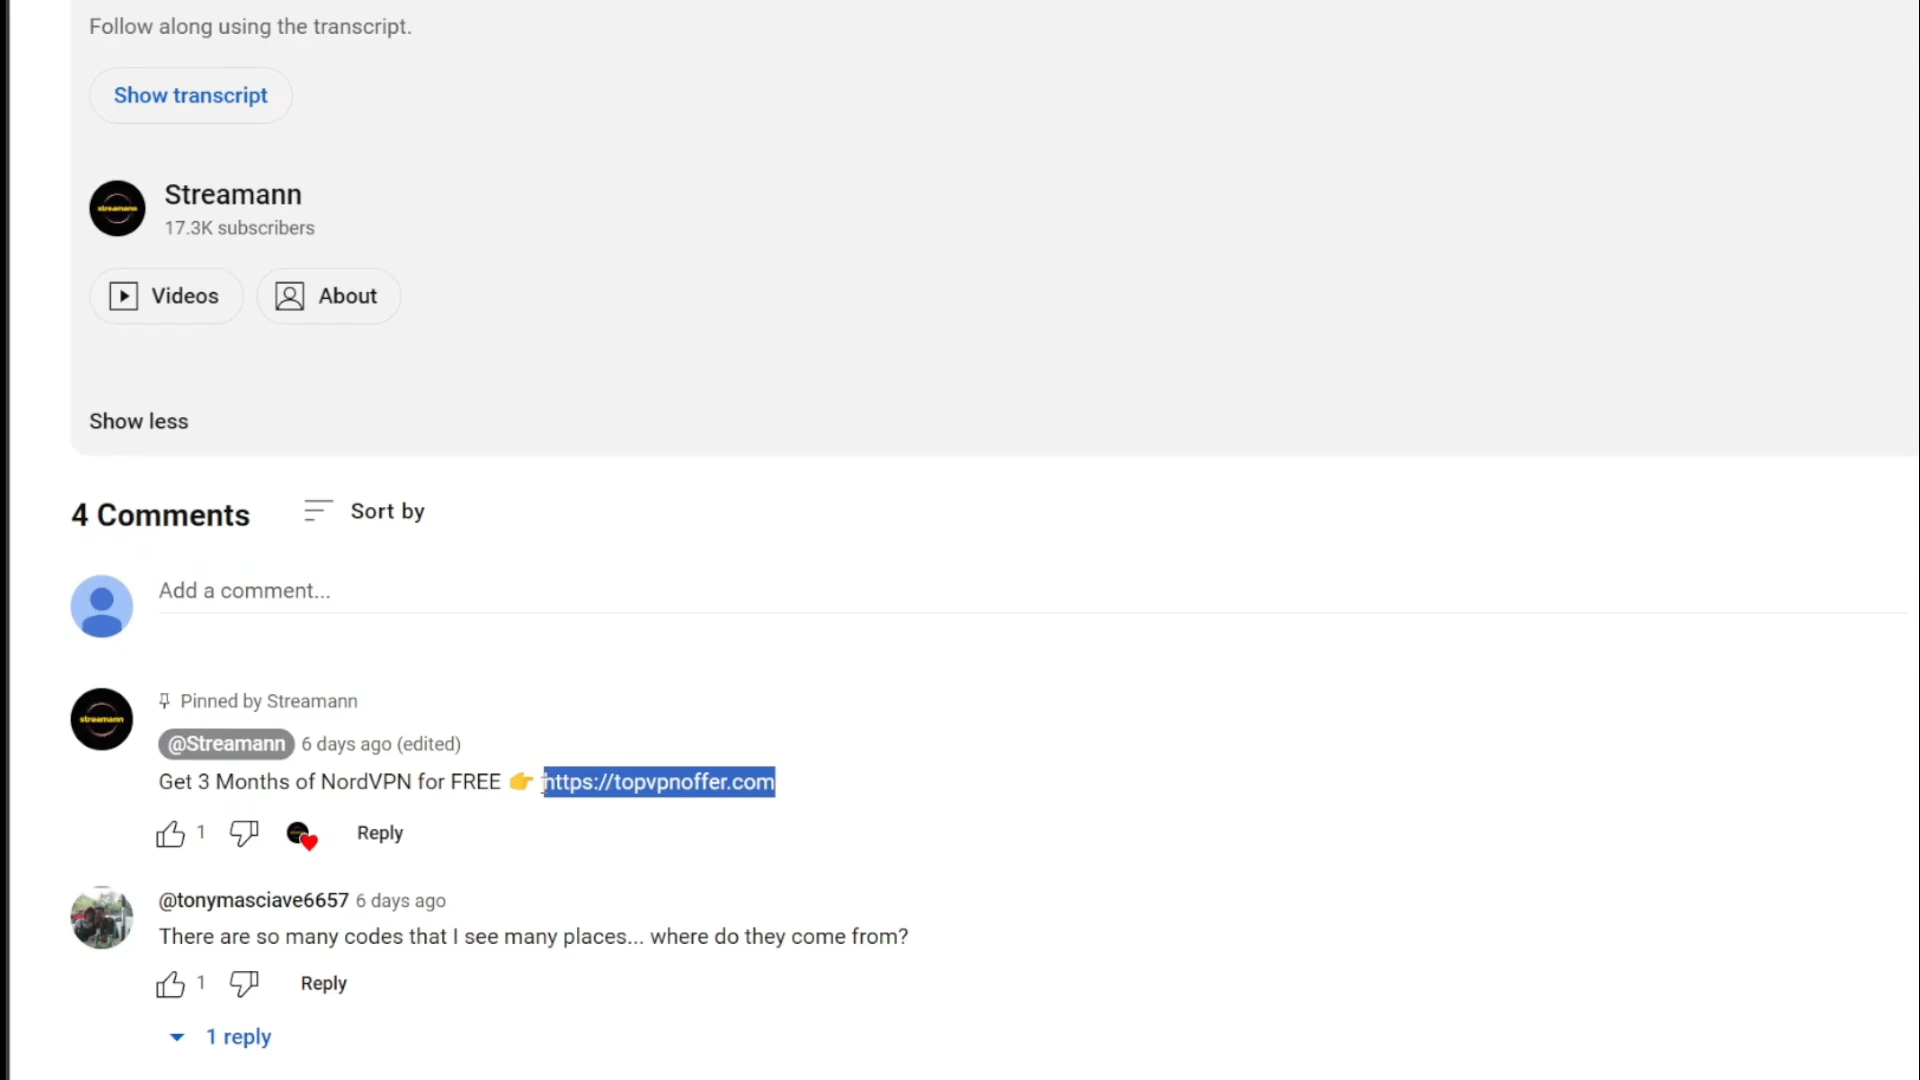 Follow along using the transcript.
Show transcript
streamann
Streamann
17.3K subscribers
Videos
About
Show less
4 Comments
Sort by
Add a comment...
streamann
Pinned by Streamann
@Streamann 6 days ago (edited)
Get 3 Months of NordVPN for FREE 👉 https://topvpnoffer.com
1
Reply
@tonymasciave6657 6 days ago
There are so many codes that I see many places... where do they come from?
1
Reply
1 reply